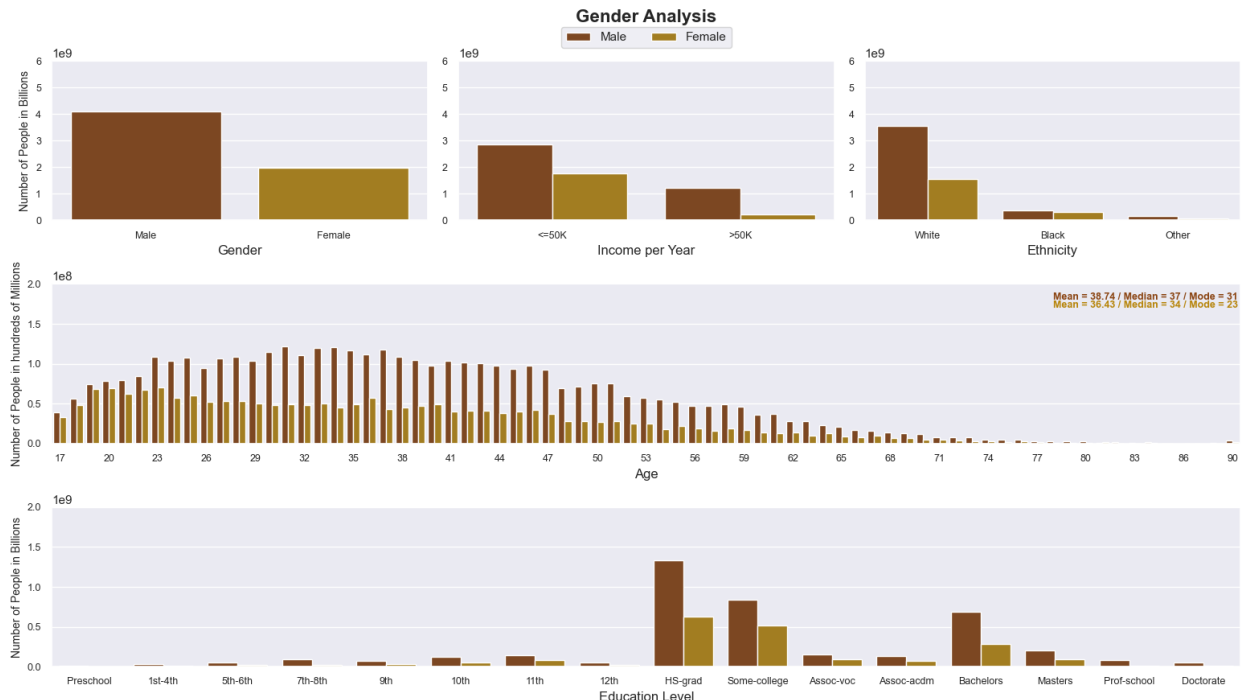 Gender Analysis
Male Female
1e9 1e9 1e9
Number of People in Billions
6 5 4 3 2 1 0
Male Female
Gender
6 5 4 3 2 1 0
<=50K >50K
Income per Year
6 5 4 3 2 1 0
White Black Other
Ethnicity
1e8
Number of People in hundreds of Millions
2.0 1.5 1.0 0.5 0.0
Mean = 38.74 / Median = 37 / Mode = 31
Mean = 36.43 / Median = 34 / Mode = 23
17 20 23 26 29 32 35 38 41 44 47 50 53 56 59 62 65 68 71 74 77 80 83 86 90
Age
1e9
Number of People in Billions
2.0 1.5 1.0 0.5 0.0
Preschool 1st-4th 5th-6th 7th-8th 9th 10th 11th 12th HS-grad Some-college Assoc-voc Assoc-acdm Bachelors Masters Prof-school Doctorate
Education Level